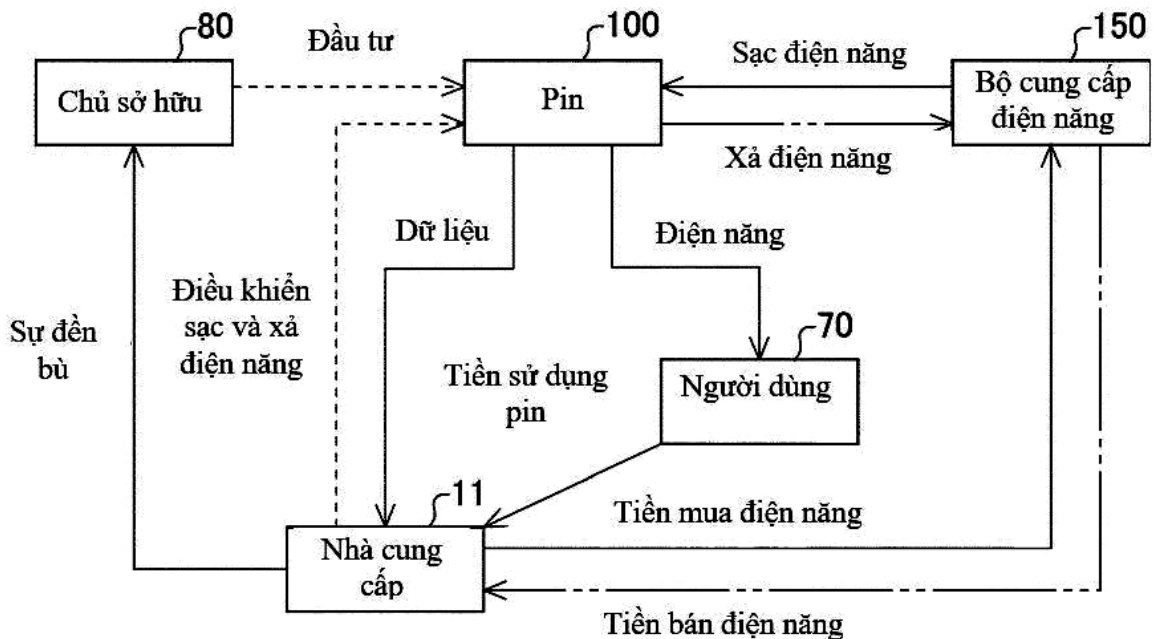 80
Đầu tư
100
Sạc điện năng
150
Chủ sở hữu
Pin
Bộ cung cấp
điện năng
Xả điện năng
Dữ liệu
Điện năng
Điều khiển
sạc và xả
điện năng
Sự đền
bù
70
Người dùng
Tiền sử dụng
pin
11
Nhà cung
cấp
Tiền mua điện năng
Tiền bán điện năng